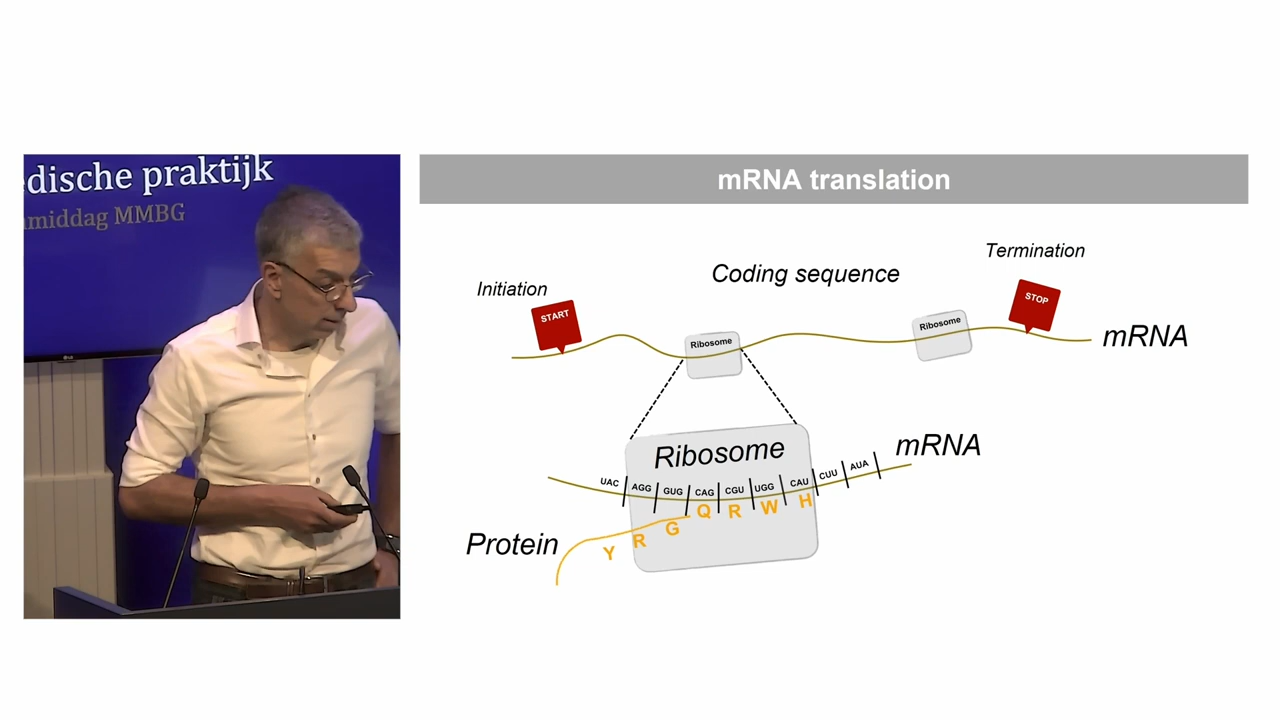 edische praktijk
middag MMBG
mRNA translation
Initiation
Coding sequence
Termination
START
Ribosome
Ribosome
STOP
mRNA
Ribosome
mRNA
UAC AGG GUG CAG CGU UGG CAU CUU AUA
Protein
Y R G Q R W H